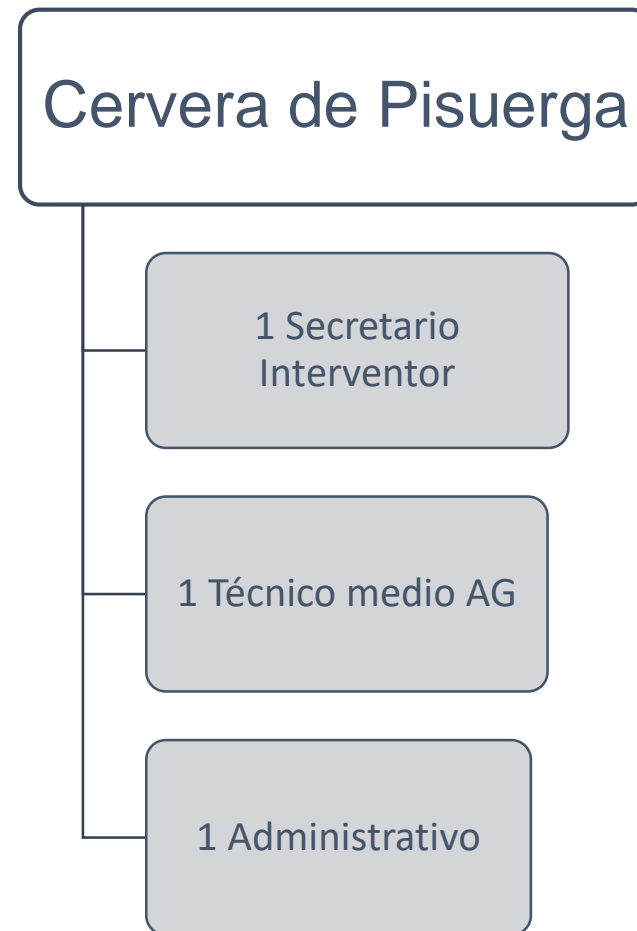 Cervera de Pisuerga
1 Secretario
Interventor
1 Técnico medio AG
1 Administrativo